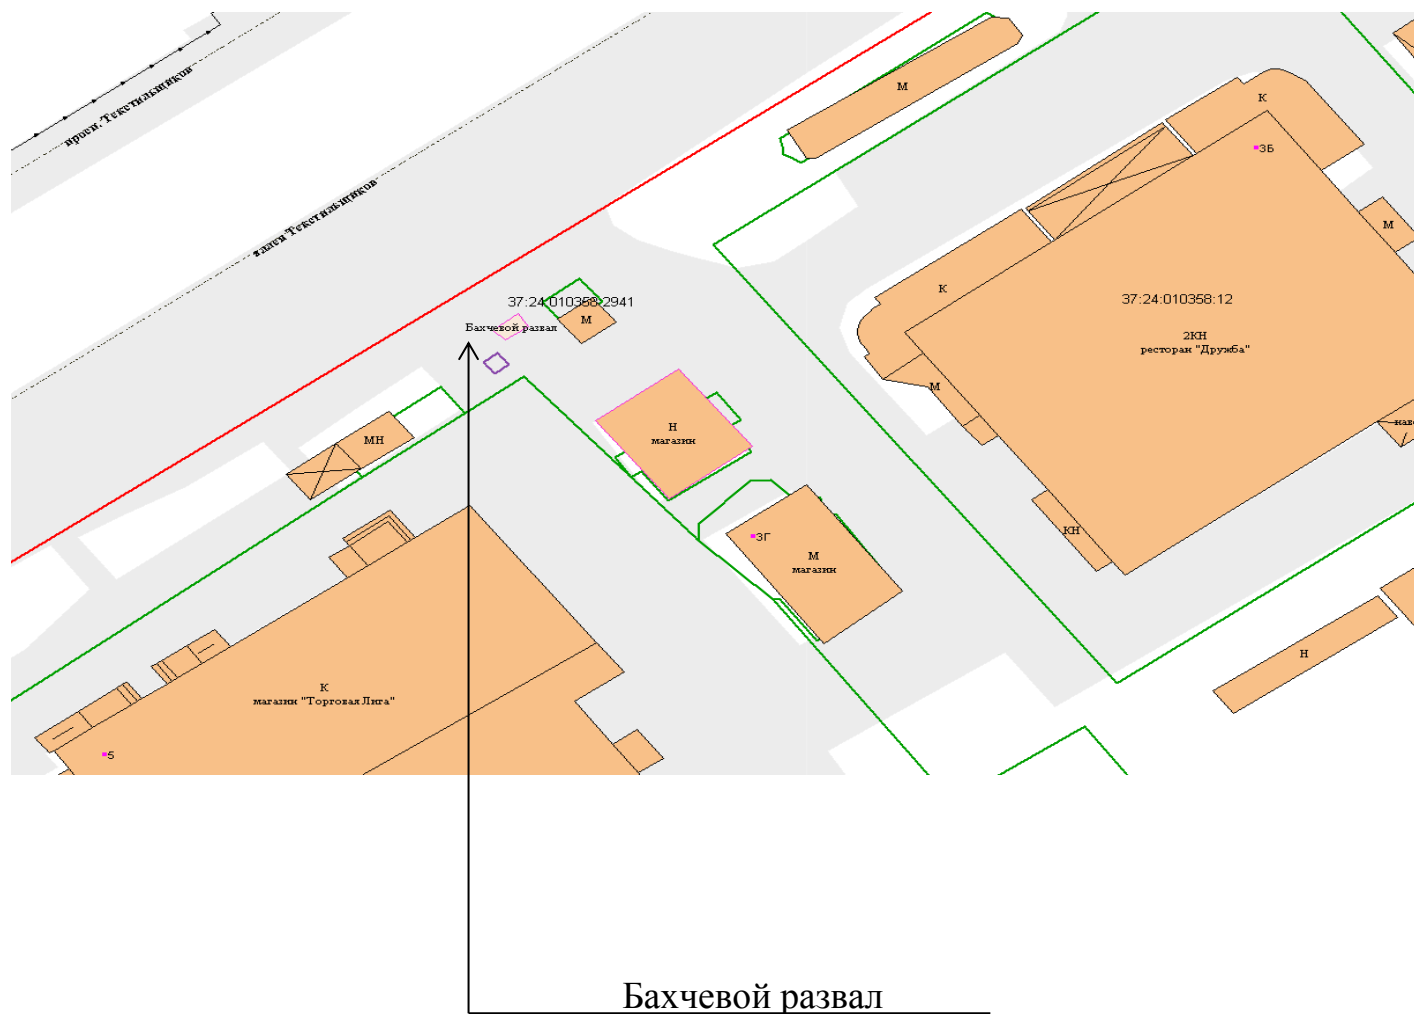 просп. Текстильщиков
аллея Текстильщиков
М
К
3Б
М
37:24:010358:2941
М
Бахчевой развал
К
37:24:010358:12
2КН
ресторан "Дружба"
М
Н
магазин
МН
3Г
М
магазин
КН
Н
К
магазин "Торговая Лига"
5
Бахчевой развал